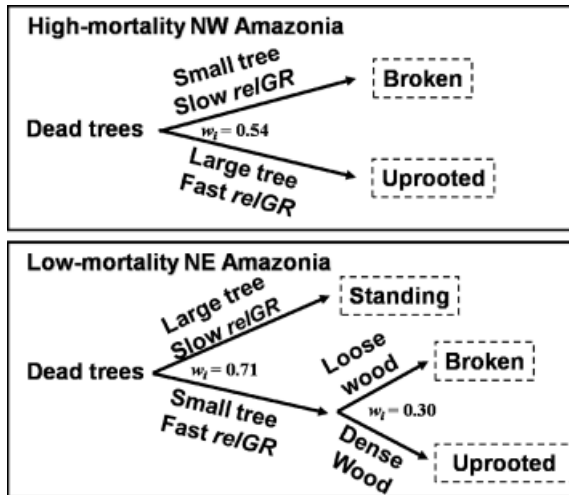 High-mortality NW Amazonia
Small tree
Slow relGR
Broken
Dead trees
wᵢ = 0.54
Large tree
Fast relGR
Uprooted
Low-mortality NE Amazonia
Large tree
Slow relGR
Standing
Dead trees
wᵢ = 0.71
Small tree
Fast relGR
Loose
wood
Broken
wᵢ = 0.30
Dense
Wood
Uprooted